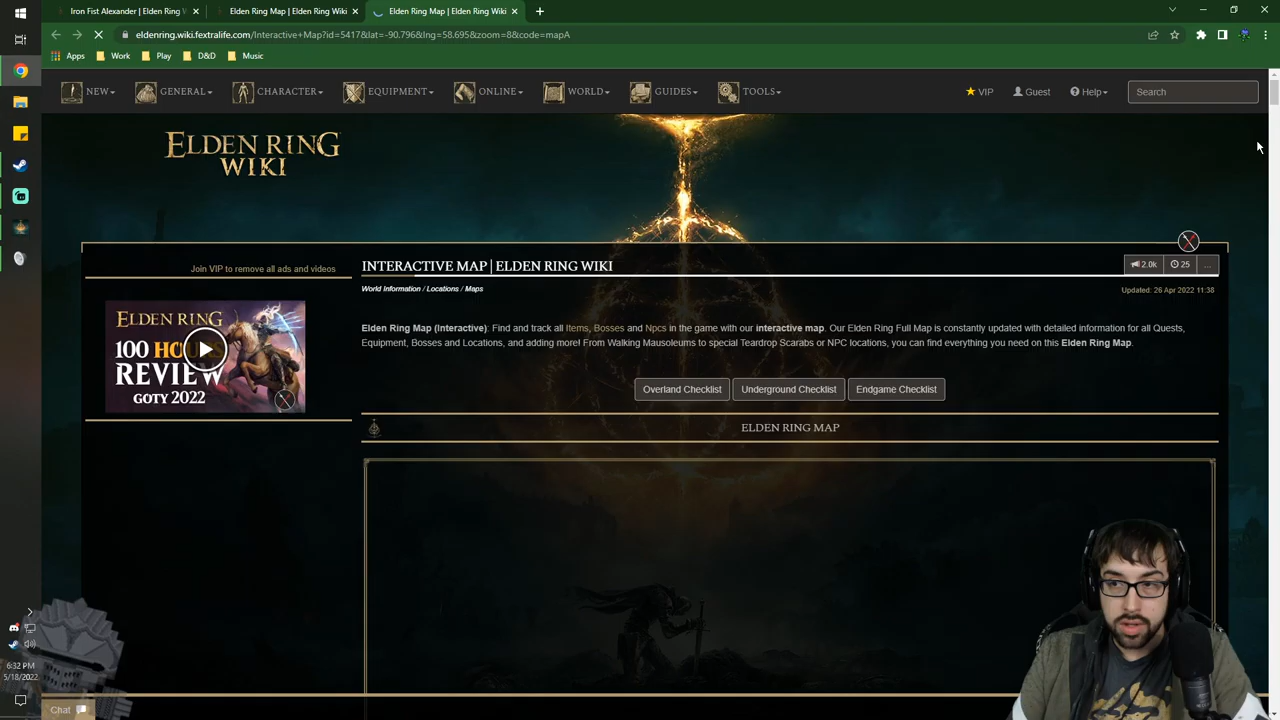 Iron Fist Alexander | Elden Ring W
Elden Ring Map | Elden Ring Wiki
Elden Ring Map | Elden Ring Wiki
eldenring.wiki.fextralife.com/Interactive+Map?id=5417&lat=-90.796&lng=58.695&zoom=8&code=mapA
Apps Work Play D&D Music
NEW GENERAL CHARACTER EQUIPMENT ONLINE WORLD GUIDES TOOLS VIP Guest Help Search
ELDEN RING
WIKI
Join VIP to remove all ads and videos
ELDEN RING
100 HO
REVIEW
GOTY 2022
INTERACTIVE MAP | ELDEN RING WIKI
2.0k 25 ...
World Information / Locations / Maps
Updated: 26 Apr 2022 11:38
Elden Ring Map (Interactive): Find and track all Items, Bosses and Npcs in the game with our interactive map. Our Elden Ring Full Map is constantly updated with detailed information for all Quests,
Equipment, Bosses and Locations, and adding more! From Walking Mausoleums to special Teardrop Scarabs or NPC locations, you can find everything you need on this Elden Ring Map.
Overland Checklist Underground Checklist Endgame Checklist
ELDEN RING MAP
6:32 PM
5/18/2022
Chat